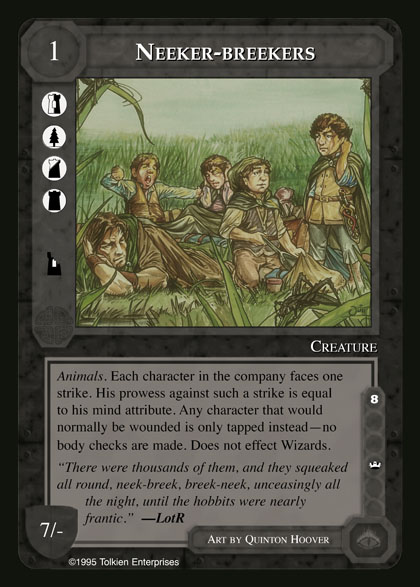 1
NEEKER-BREEKERS
CREATURE
Animals. Each character in the company faces one
strike. His prowess against such a strike is equal
to his mind attribute. Any character that would
normally be wounded is only tapped instead—no
body checks are made. Does not effect Wizards.
8
“There were thousands of them, and they squeaked
all round, neek-breek, breek-neek, unceasingly all
the night, until the hobbits were nearly
frantic.” —LotR
7/-
ART BY QUINTON HOOVER
©1995 Tolkien Enterprises